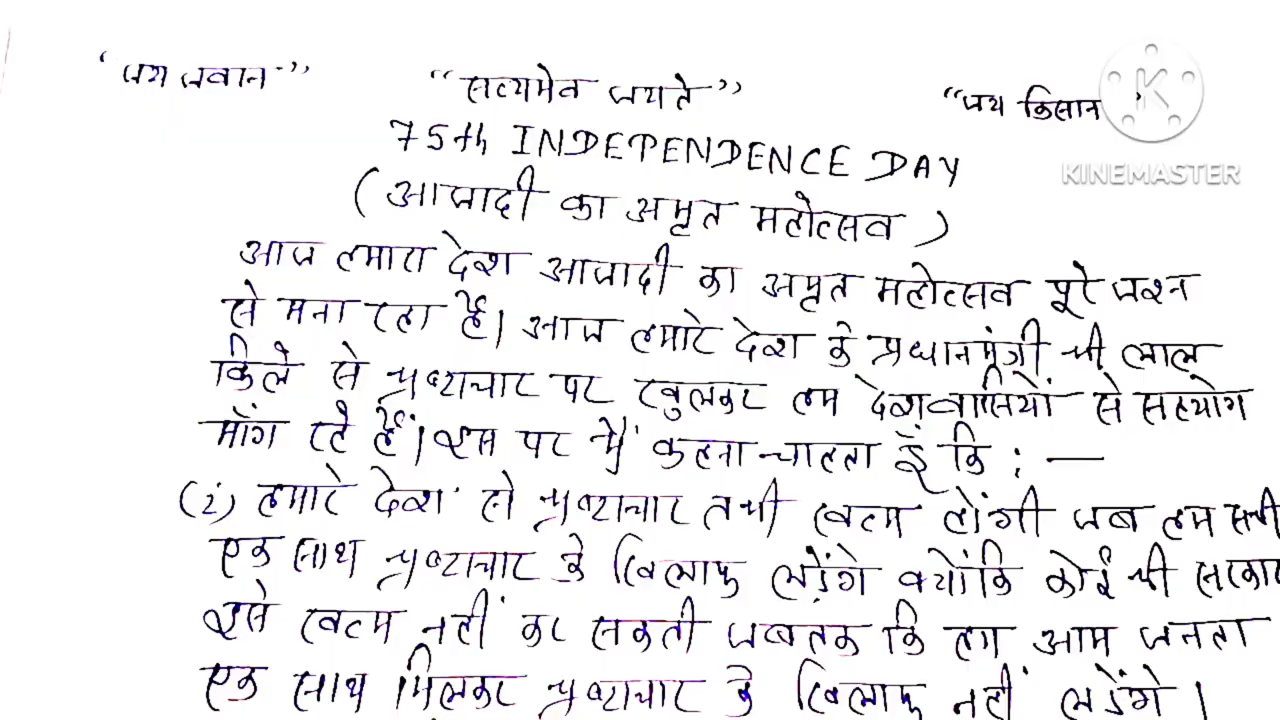 ‘जय जवान’’ “सत्यमेव जयते” “जय किसान”
KINEMASTER
75th INDEPENDENCE DAY
(आजादी का अमृत महोत्सव)
आज हमारा देश आजादी का अमृत महोत्सव पूरे जश्न
से मना रहा है। आज हमारे देश के प्रधानमंत्री भी लाल
किले से भ्रष्टाचार पर खुलकर हम देशवासियों से सहयोग
माँग रहे हैं। इस पर मैं कहना चाहता हूँ कि : —
(i) हमारे देश से भ्रष्टाचार तभी खत्म होंगी जब हम सभी
एक साथ भ्रष्टाचार के खिलाफ लड़ेंगे क्योंकि कोई भी सरकार
इसे खत्म नहीं कर सकती जबतक कि हम आम जनता
एक साथ मिलकर भ्रष्टाचार के खिलाफ नहीं लडेंगे।